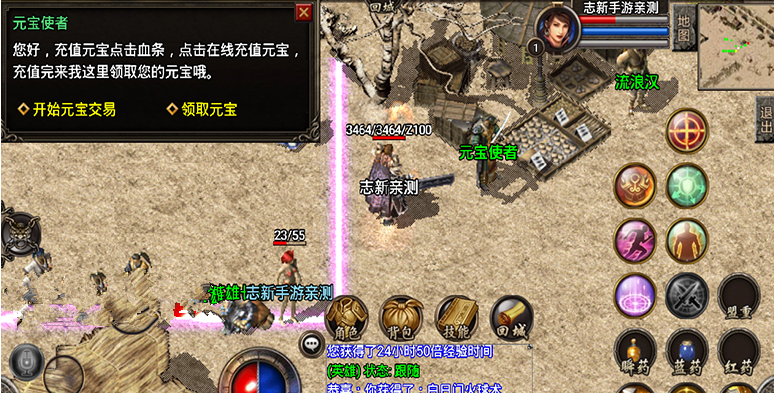 元宝使者
您好，充值元宝点击血条，点击在线充值元宝，
充值完来我这里领取您的元宝哦。
开始元宝交易
领取元宝
回城
志新手游亲测
1
地图
退出
流浪汉
3464/3464/Z100
元宝使者
志新亲测
23/55
志新手游亲测
角色
背包
技能
回城
盟重
瞬药
蓝药
红药
您获得了24小时50倍经验时间
(英雄) 状态: 跟随